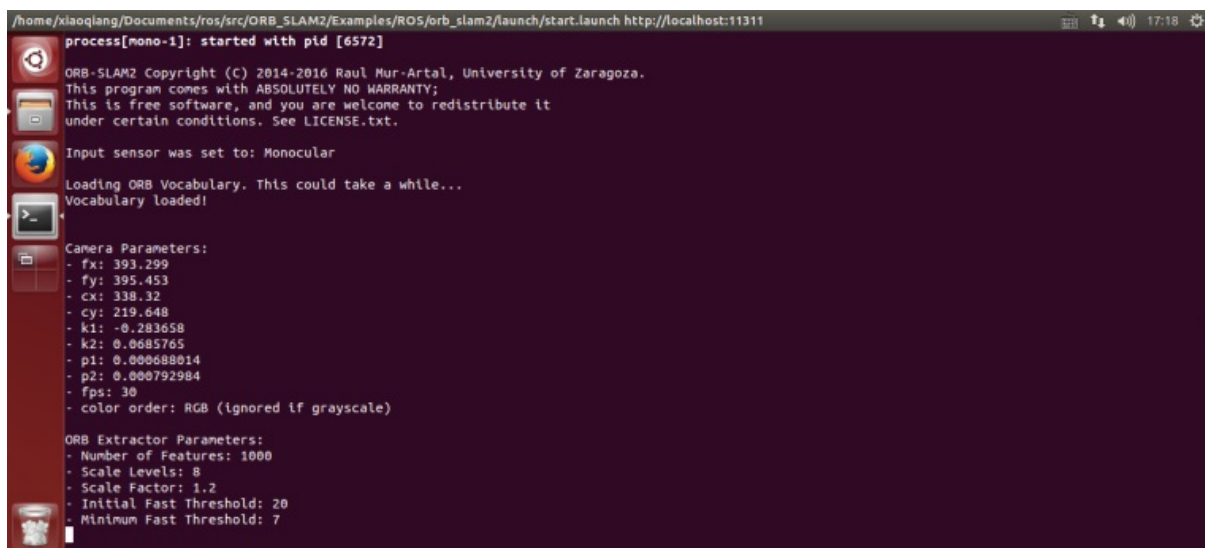 /home/xiaoqiang/Documents/ros/src/ORB_SLAM2/Examples/ROS/orb_slam2/launch/start.launch http://localhost:11311
17:18
process[mono-1]: started with pid [6572]
ORB-SLAM2 Copyright (C) 2014-2016 Raul Mur-Artal, University of Zaragoza.
This program comes with ABSOLUTELY NO WARRANTY;
This is free software, and you are welcome to redistribute it
under certain conditions. See LICENSE.txt.
Input sensor was set to: Monocular
Loading ORB Vocabulary. This could take a while...
Vocabulary loaded!
Camera Parameters:
- fx: 393.299
- fy: 395.453
- cx: 338.32
- cy: 219.648
- k1: -0.283658
- k2: 0.0685765
- p1: 0.000688014
- p2: 0.000792984
- fps: 30
- color order: RGB (ignored if grayscale)
ORB Extractor Parameters:
- Number of Features: 1000
- Scale Levels: 8
- Scale Factor: 1.2
- Initial Fast Threshold: 20
- Minimum Fast Threshold: 7